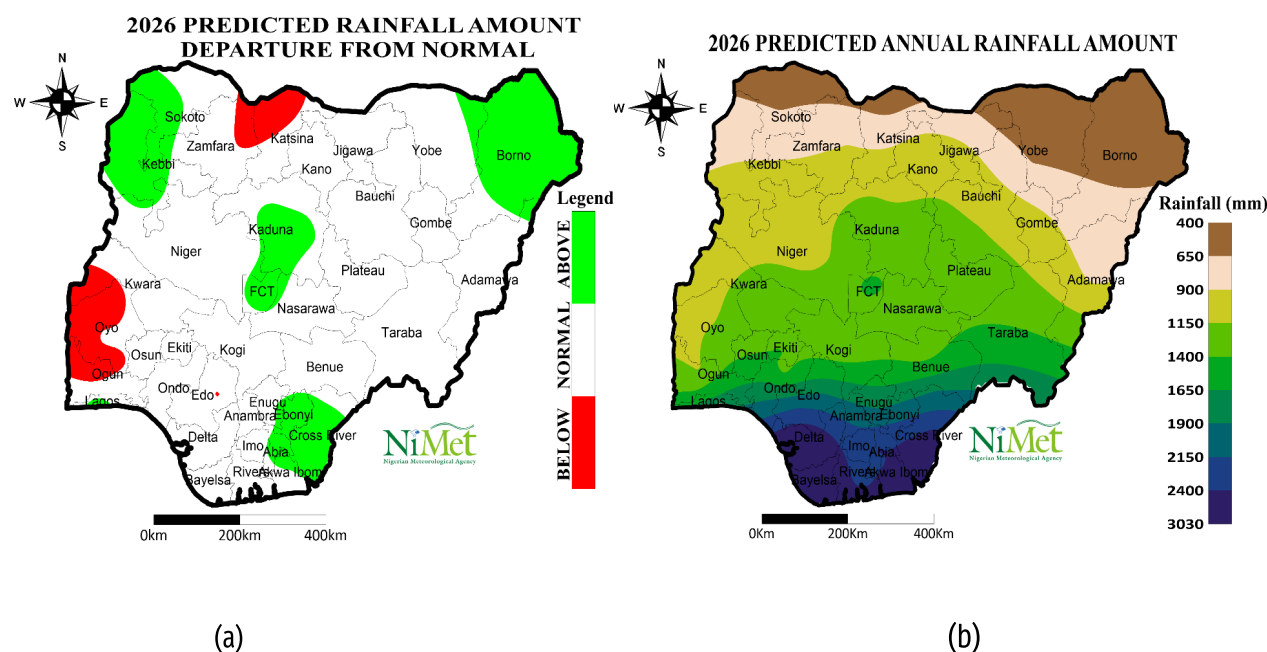 2026 PREDICTED RAINFALL AMOUNT
DEPARTURE FROM NORMAL
N
W
E
S
Sokoto
Katsina
Zamfara
Jigawa
Yobe
Borno
Kebbi
Kano
Bauchi
Gombe
Kaduna
Niger
Plateau
Adamawa
Kwara
FCT
Nasarawa
Oyo
Taraba
Ekiti
Kogi
Osun
Benue
Ogun
Ondo
Edo
Lagos
Enugu
Anambra
Ebonyi
Delta
Cross River
Imo
Abia
Rivers
Akwa Ibom
Bayelsa
NiMet
Nigerian Meteorological Agency
Legend
ABOVE
NORMAL
BELOW
0Km
200Km
400Km
(a)
2026 PREDICTED ANNUAL RAINFALL AMOUNT
N
W
E
S
Sokoto
Katsina
Zamfara
Jigawa
Yobe
Borno
Kebbi
Kano
Bauchi
Gombe
Kaduna
Niger
Plateau
Adamawa
Kwara
FCT
Nasarawa
Oyo
Taraba
Ekiti
Kogi
Osun
Benue
Ogun
Ondo
Edo
Lagos
Enugu
Anambra
Ebonyi
Delta
Cross River
Imo
Abia
Rivers
Akwa Ibom
Bayelsa
NiMet
Nigerian Meteorological Agency
Rainfall (mm)
400
650
900
1150
1400
1650
1900
2150
2400
3030
0Km
200Km
400Km
(b)